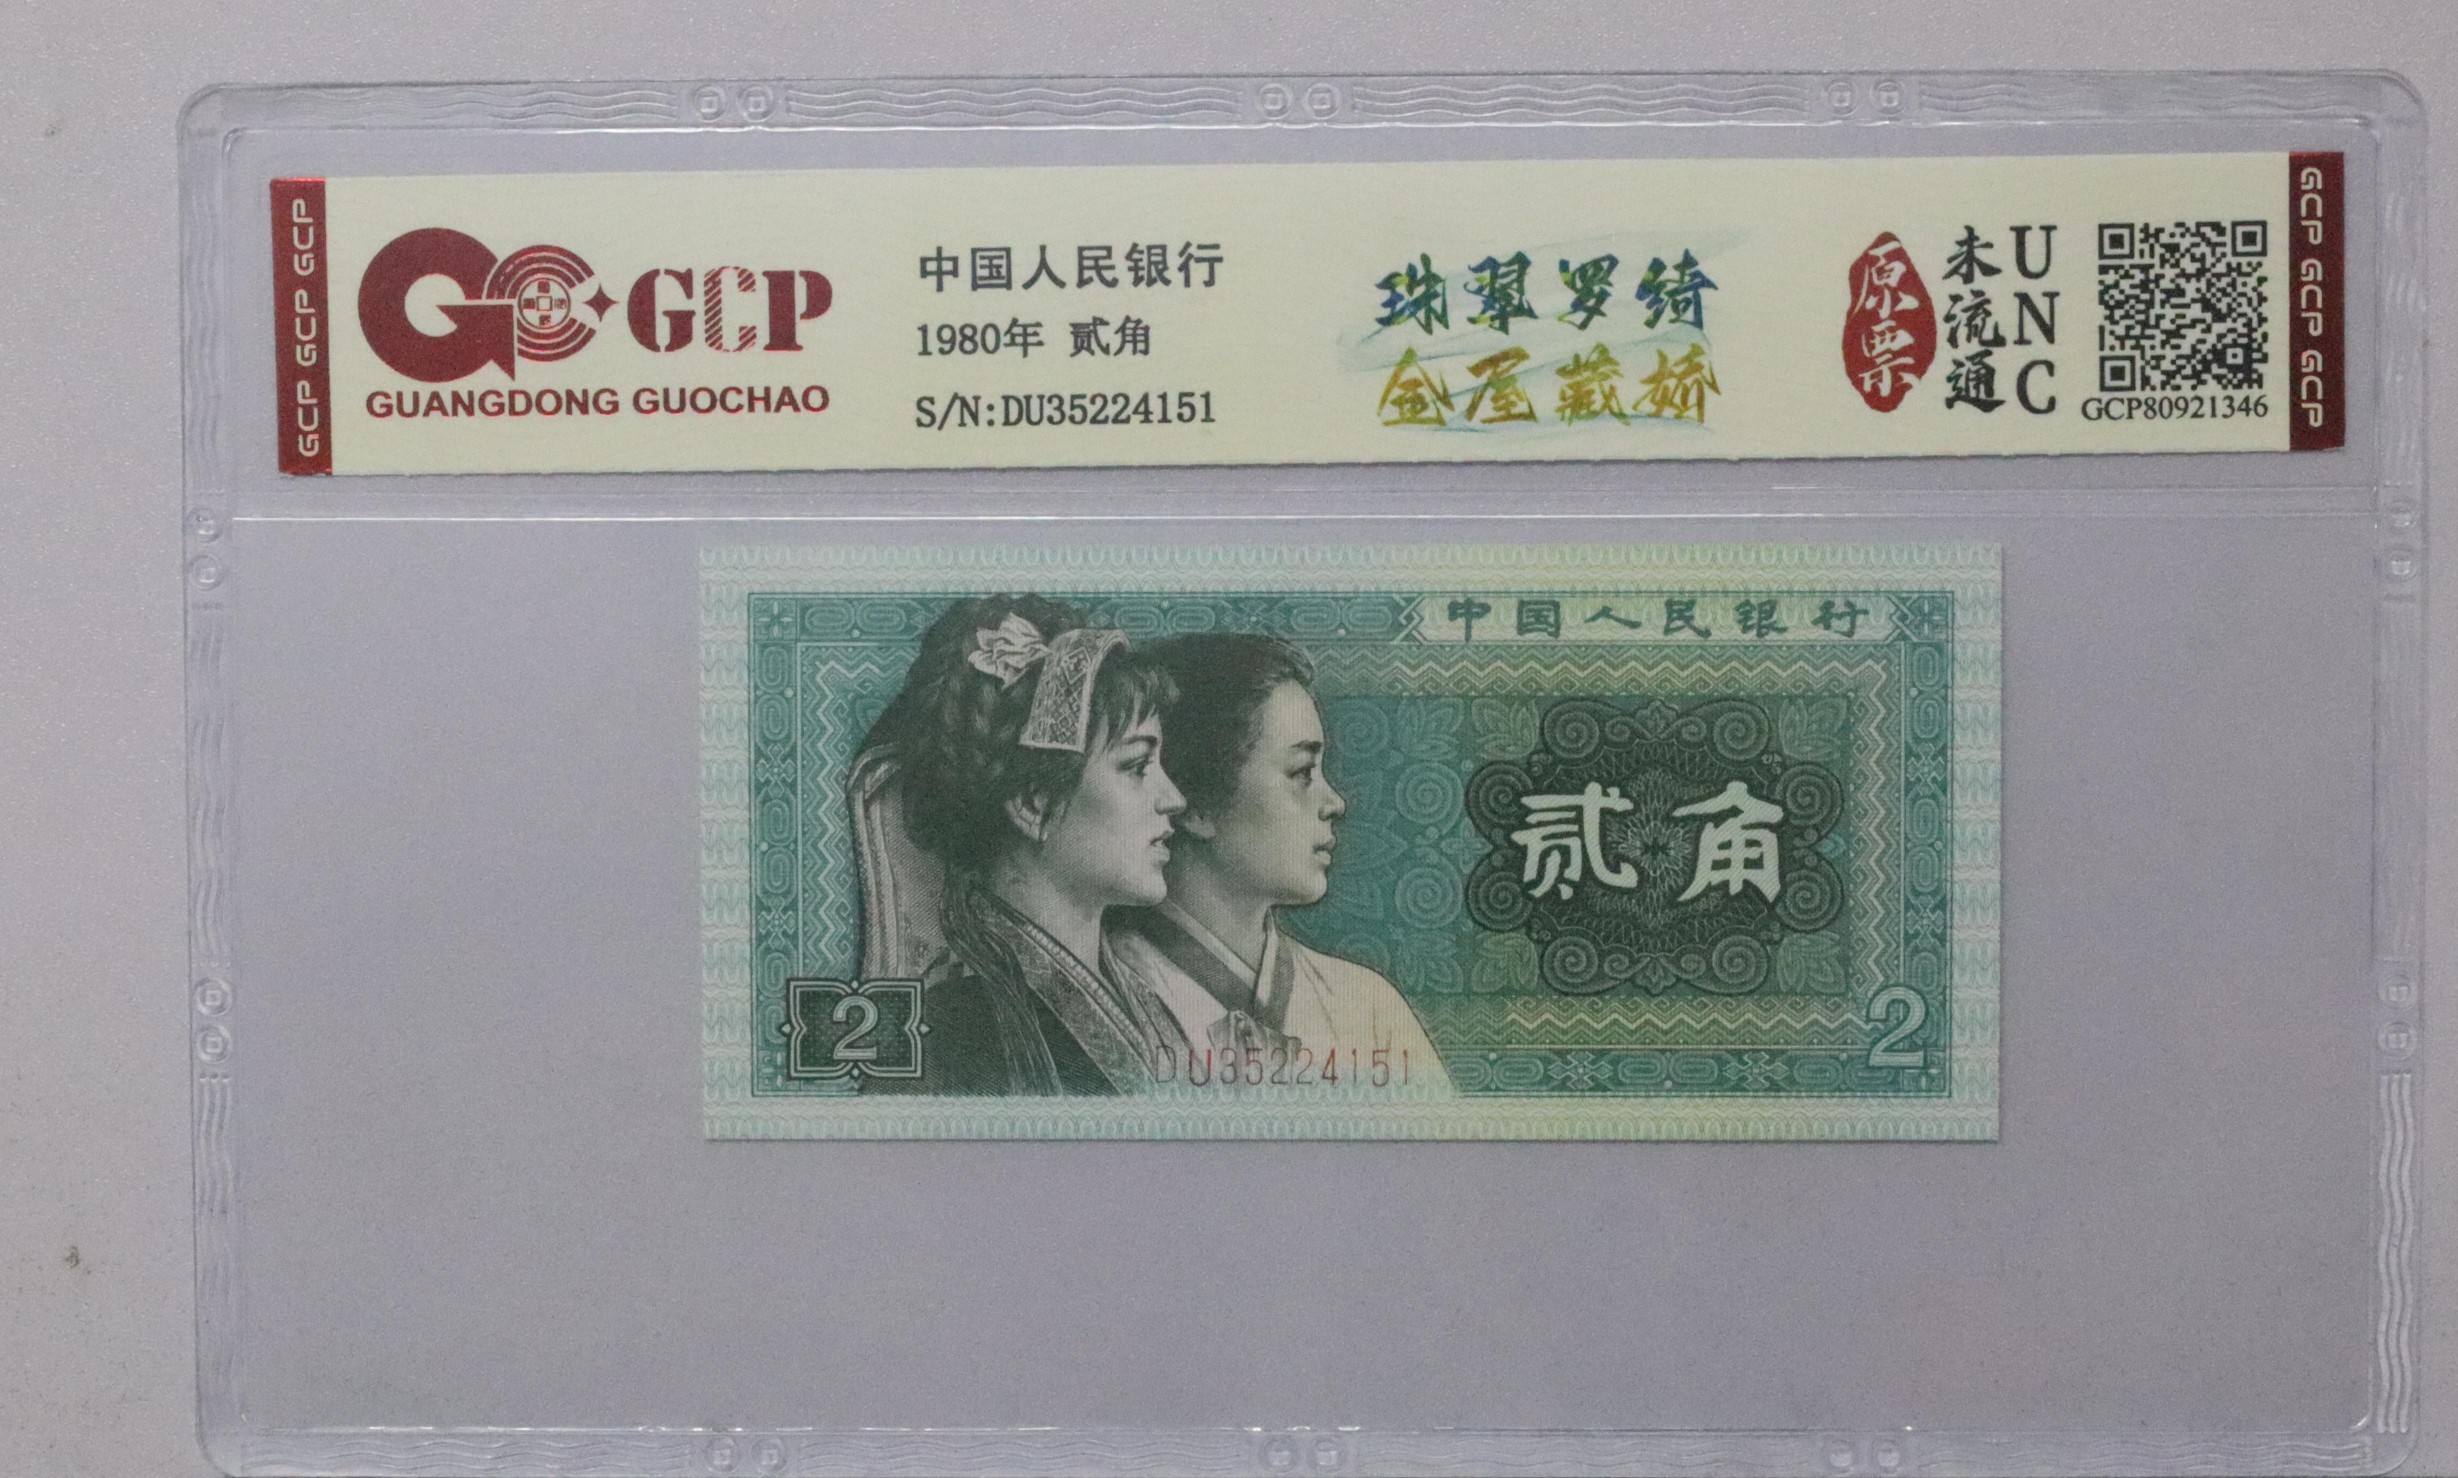 GCP GCP GCP
GCP
GUANGDONG GUOCHAO
中国人民银行
1980年 贰角
S/N:DU35224151
珠翠罗绮
金屋藏娇
原票
未流通
UNC
GCP80921346
GCP GCP GCP
中国人民银行
贰角
2
2
DU35224151